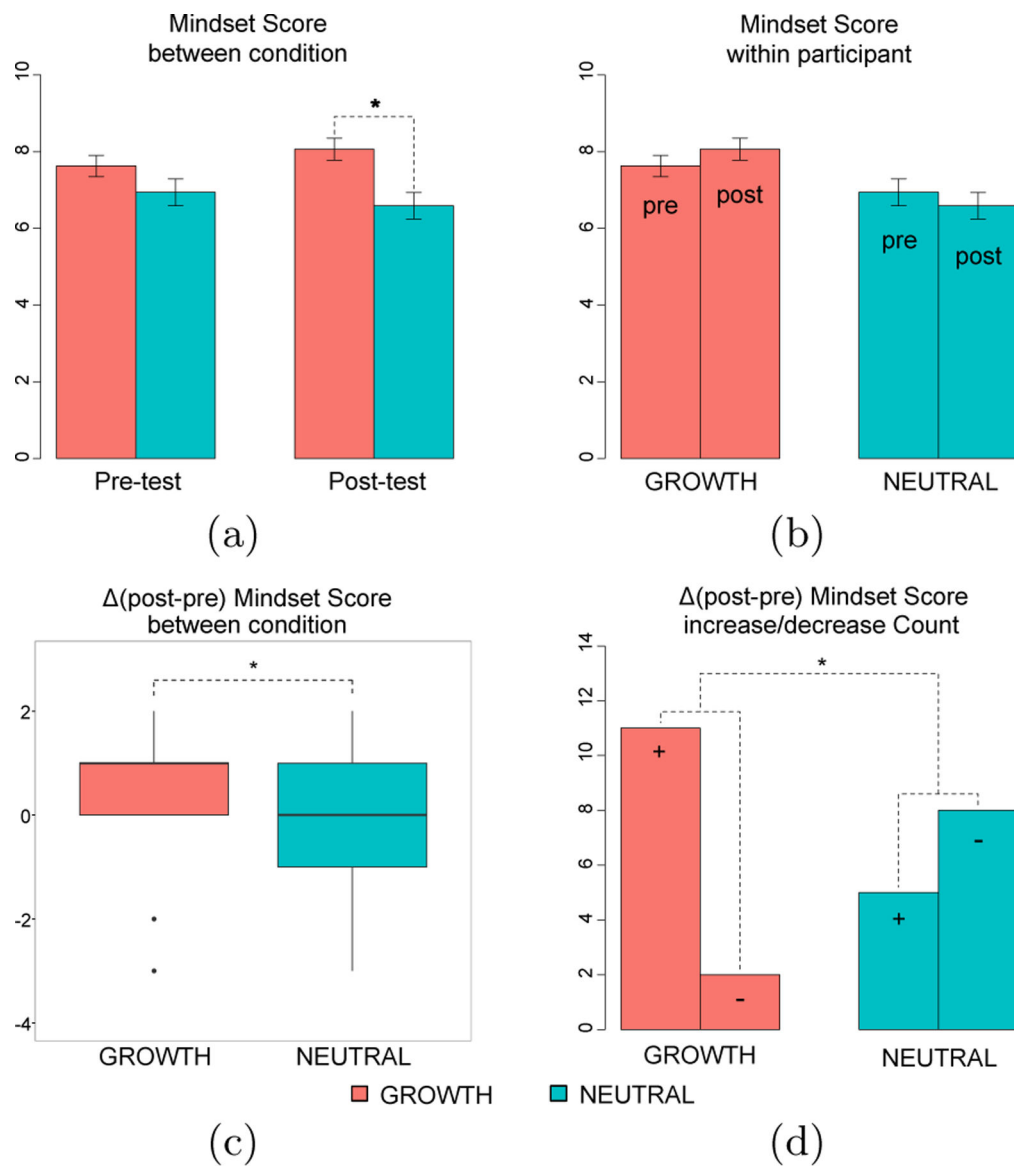 Mindset Score
between condition
10
8
6
4
2
0
*
Pre-test
Post-test
(a)
Mindset Score
within participant
10
8
6
4
2
0
pre
post
pre
post
GROWTH
NEUTRAL
(b)
Δ(post-pre) Mindset Score
between condition
2
0
-2
-4
*
GROWTH
NEUTRAL
Δ(post-pre) Mindset Score
increase/decrease Count
14
12
10
8
6
4
2
0
*
+
-
+
-
GROWTH
NEUTRAL
GROWTH
NEUTRAL
(c)
(d)